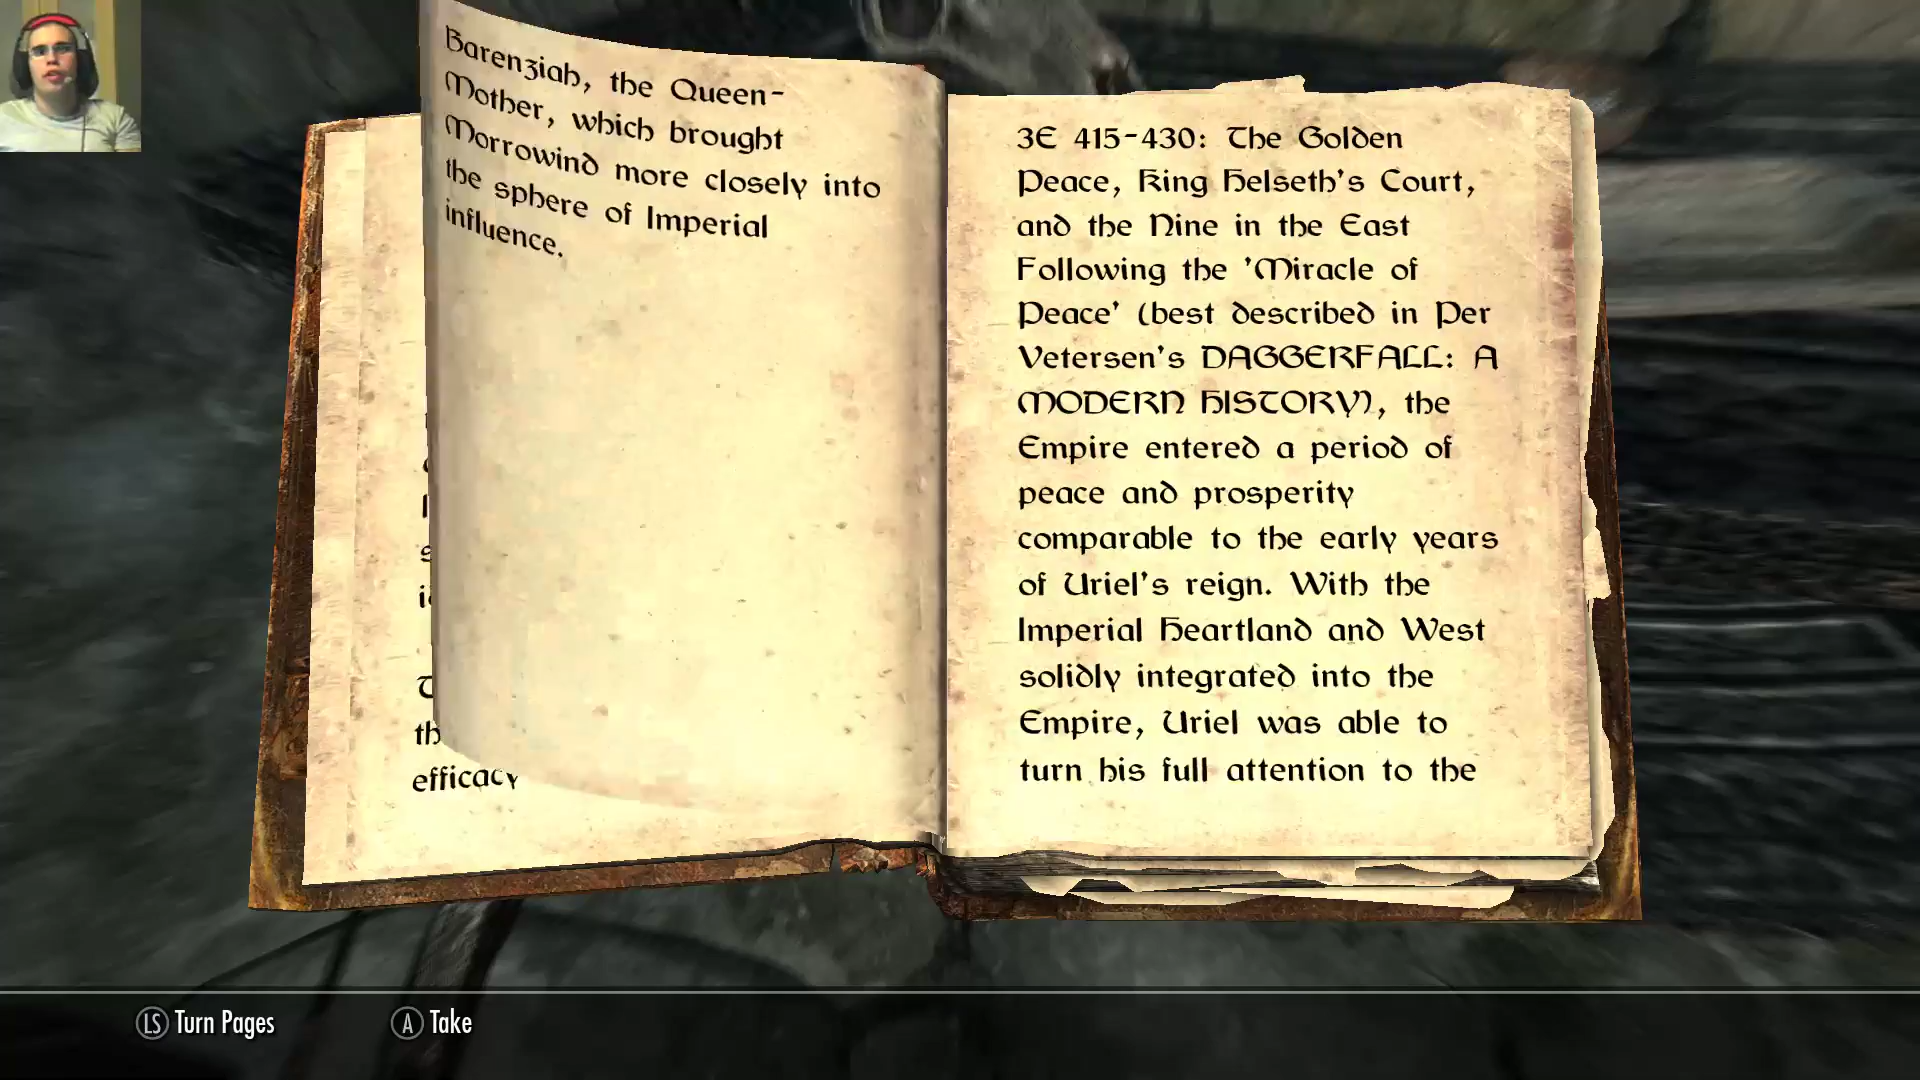 Barenziah, the Queen-
Mother, which brought
Morrowind more closely into
the sphere of Imperial
influence.
efficacy
3E 415-430: The Golden
Peace, King Helseth's Court,
and the Nine in the East
Following the 'Miracle of
Peace' (best described in Per
Vetersen's DAGGERFALL: A
MODERN HISTORY), the
Empire entered a period of
peace and prosperity
comparable to the early years
of Uriel's reign. With the
Imperial Heartland and West
solidly integrated into the
Empire, Uriel was able to
turn his full attention to the
LS Turn Pages
A Take